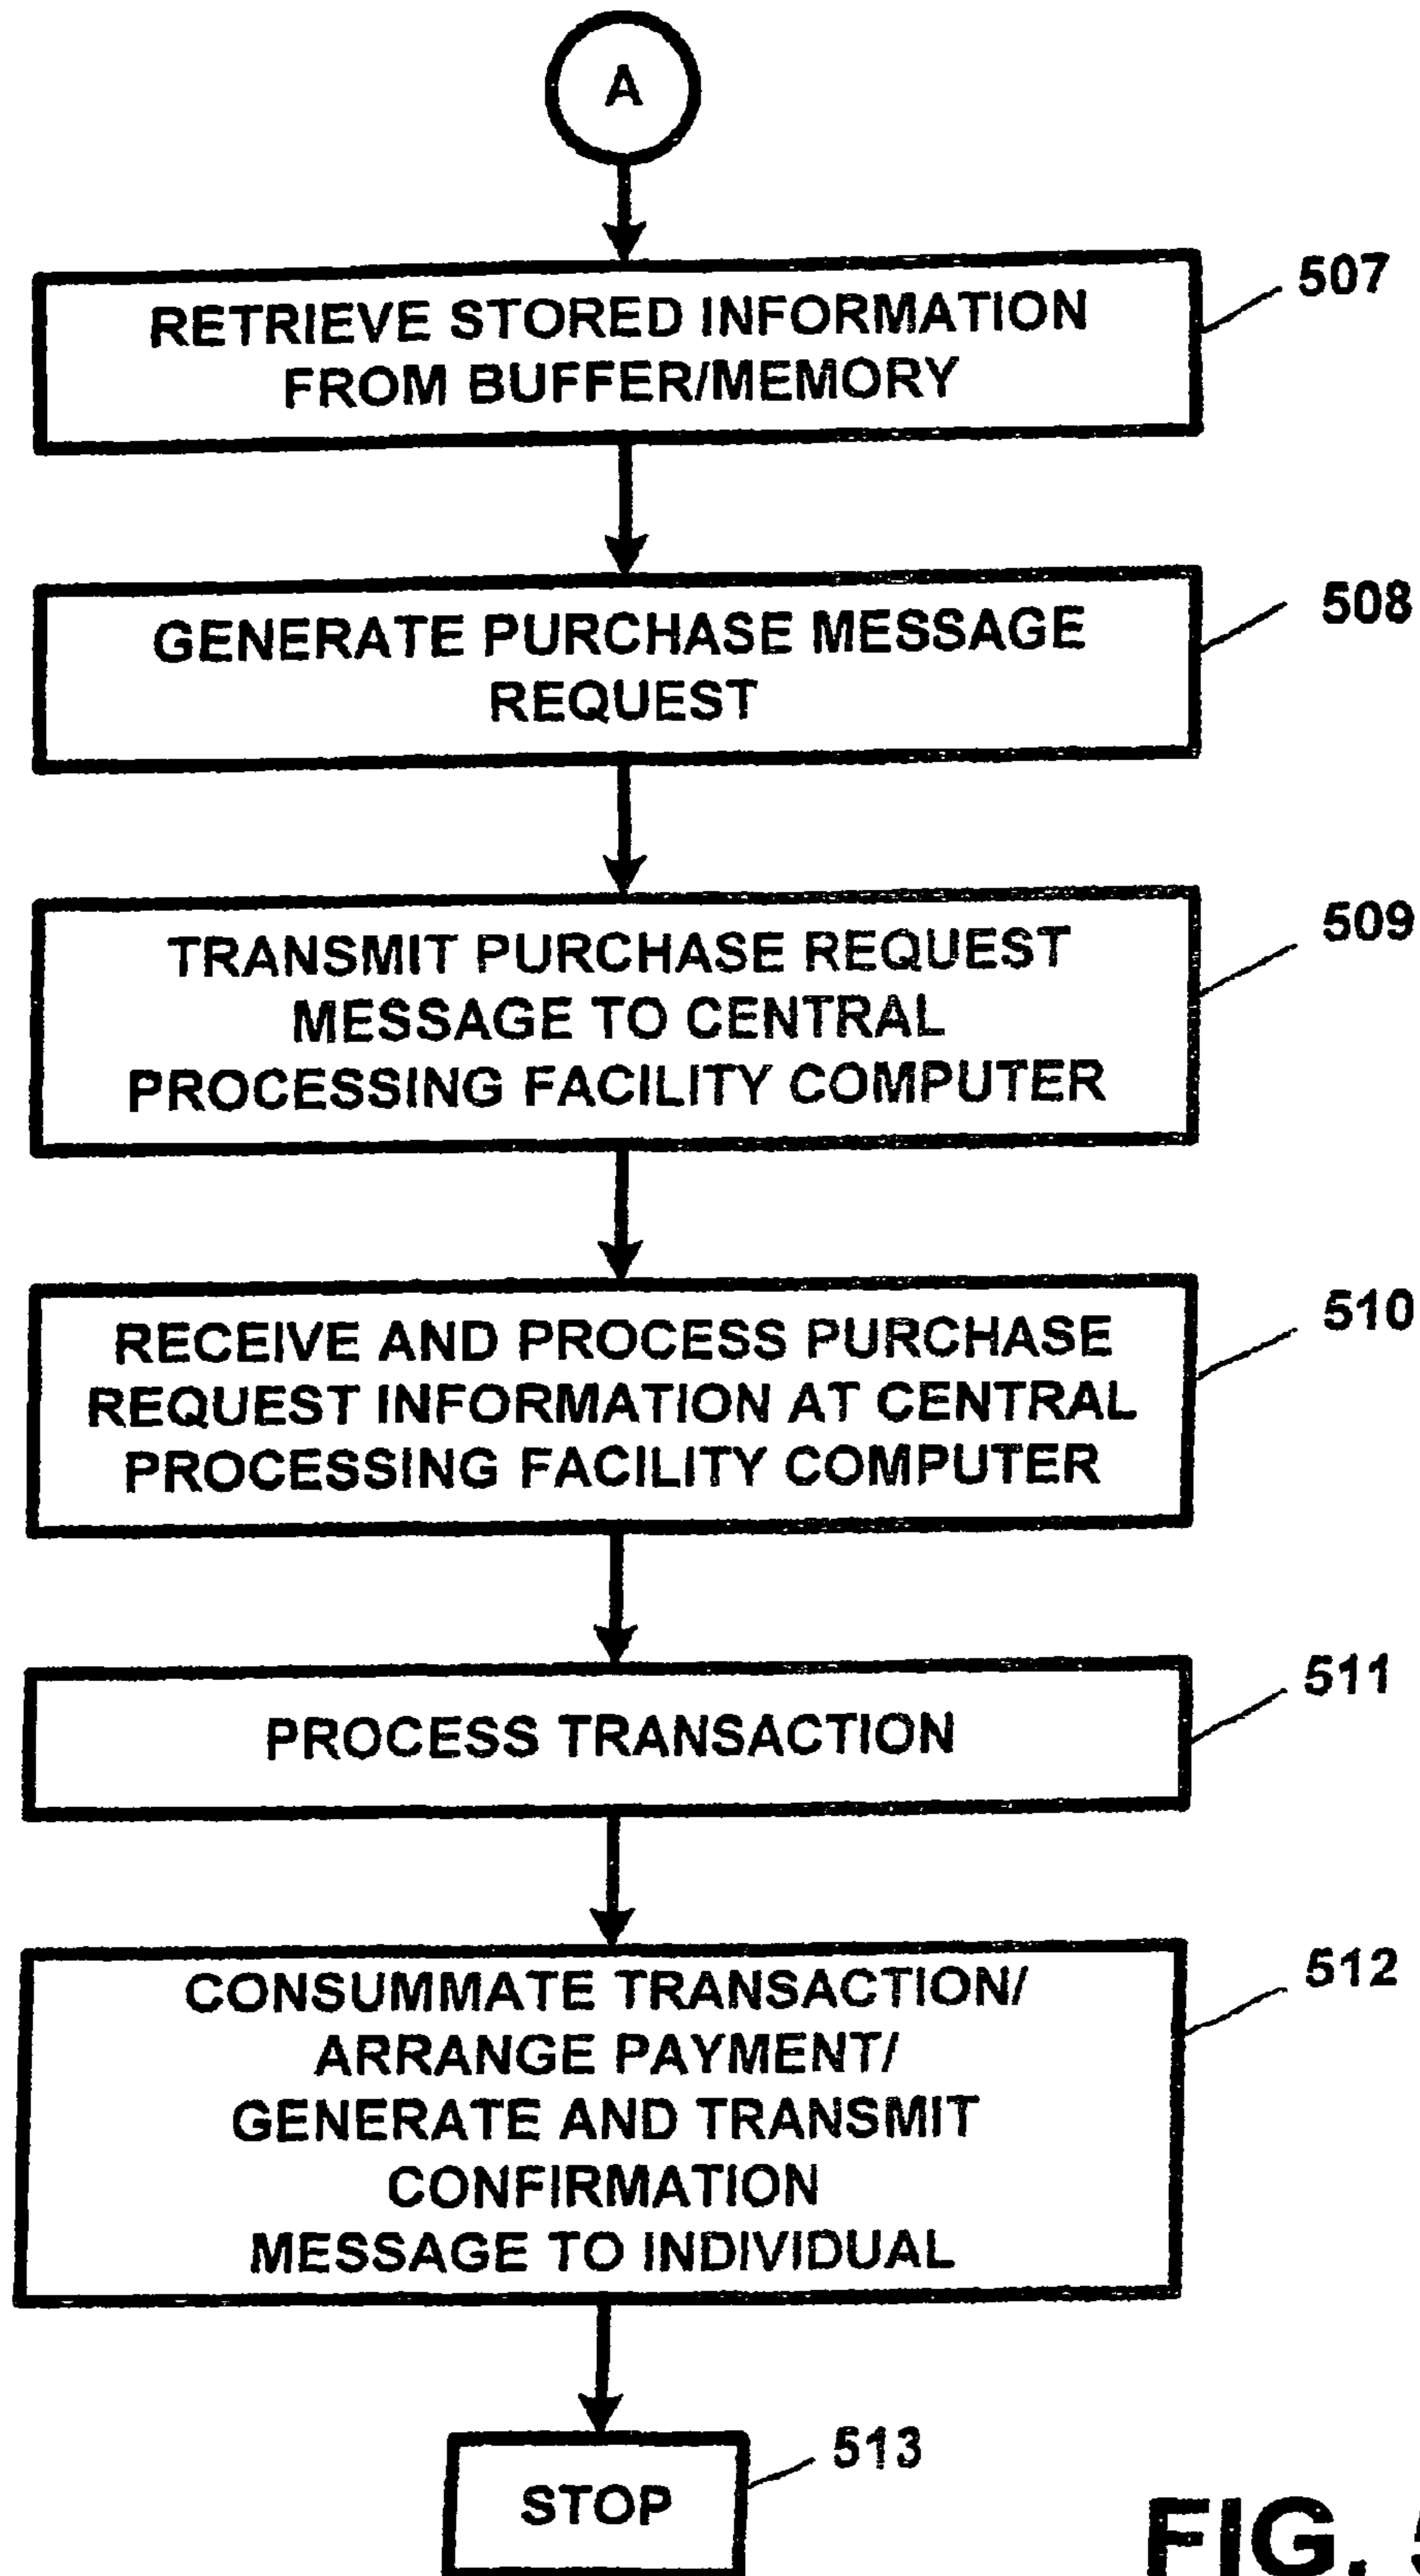 A
RETRIEVE STORED INFORMATION
FROM BUFFER/MEMORY
507
GENERATE PURCHASE MESSAGE
REQUEST
508
TRANSMIT PURCHASE REQUEST
MESSAGE TO CENTRAL
PROCESSING FACILITY COMPUTER
509
RECEIVE AND PROCESS PURCHASE
REQUEST INFORMATION AT CENTRAL
PROCESSING FACILITY COMPUTER
510
PROCESS TRANSACTION
511
CONSUMMATE TRANSACTION/
ARRANGE PAYMENT/
GENERATE AND TRANSMIT
CONFIRMATION
MESSAGE TO INDIVIDUAL
512
STOP
513
FIG.